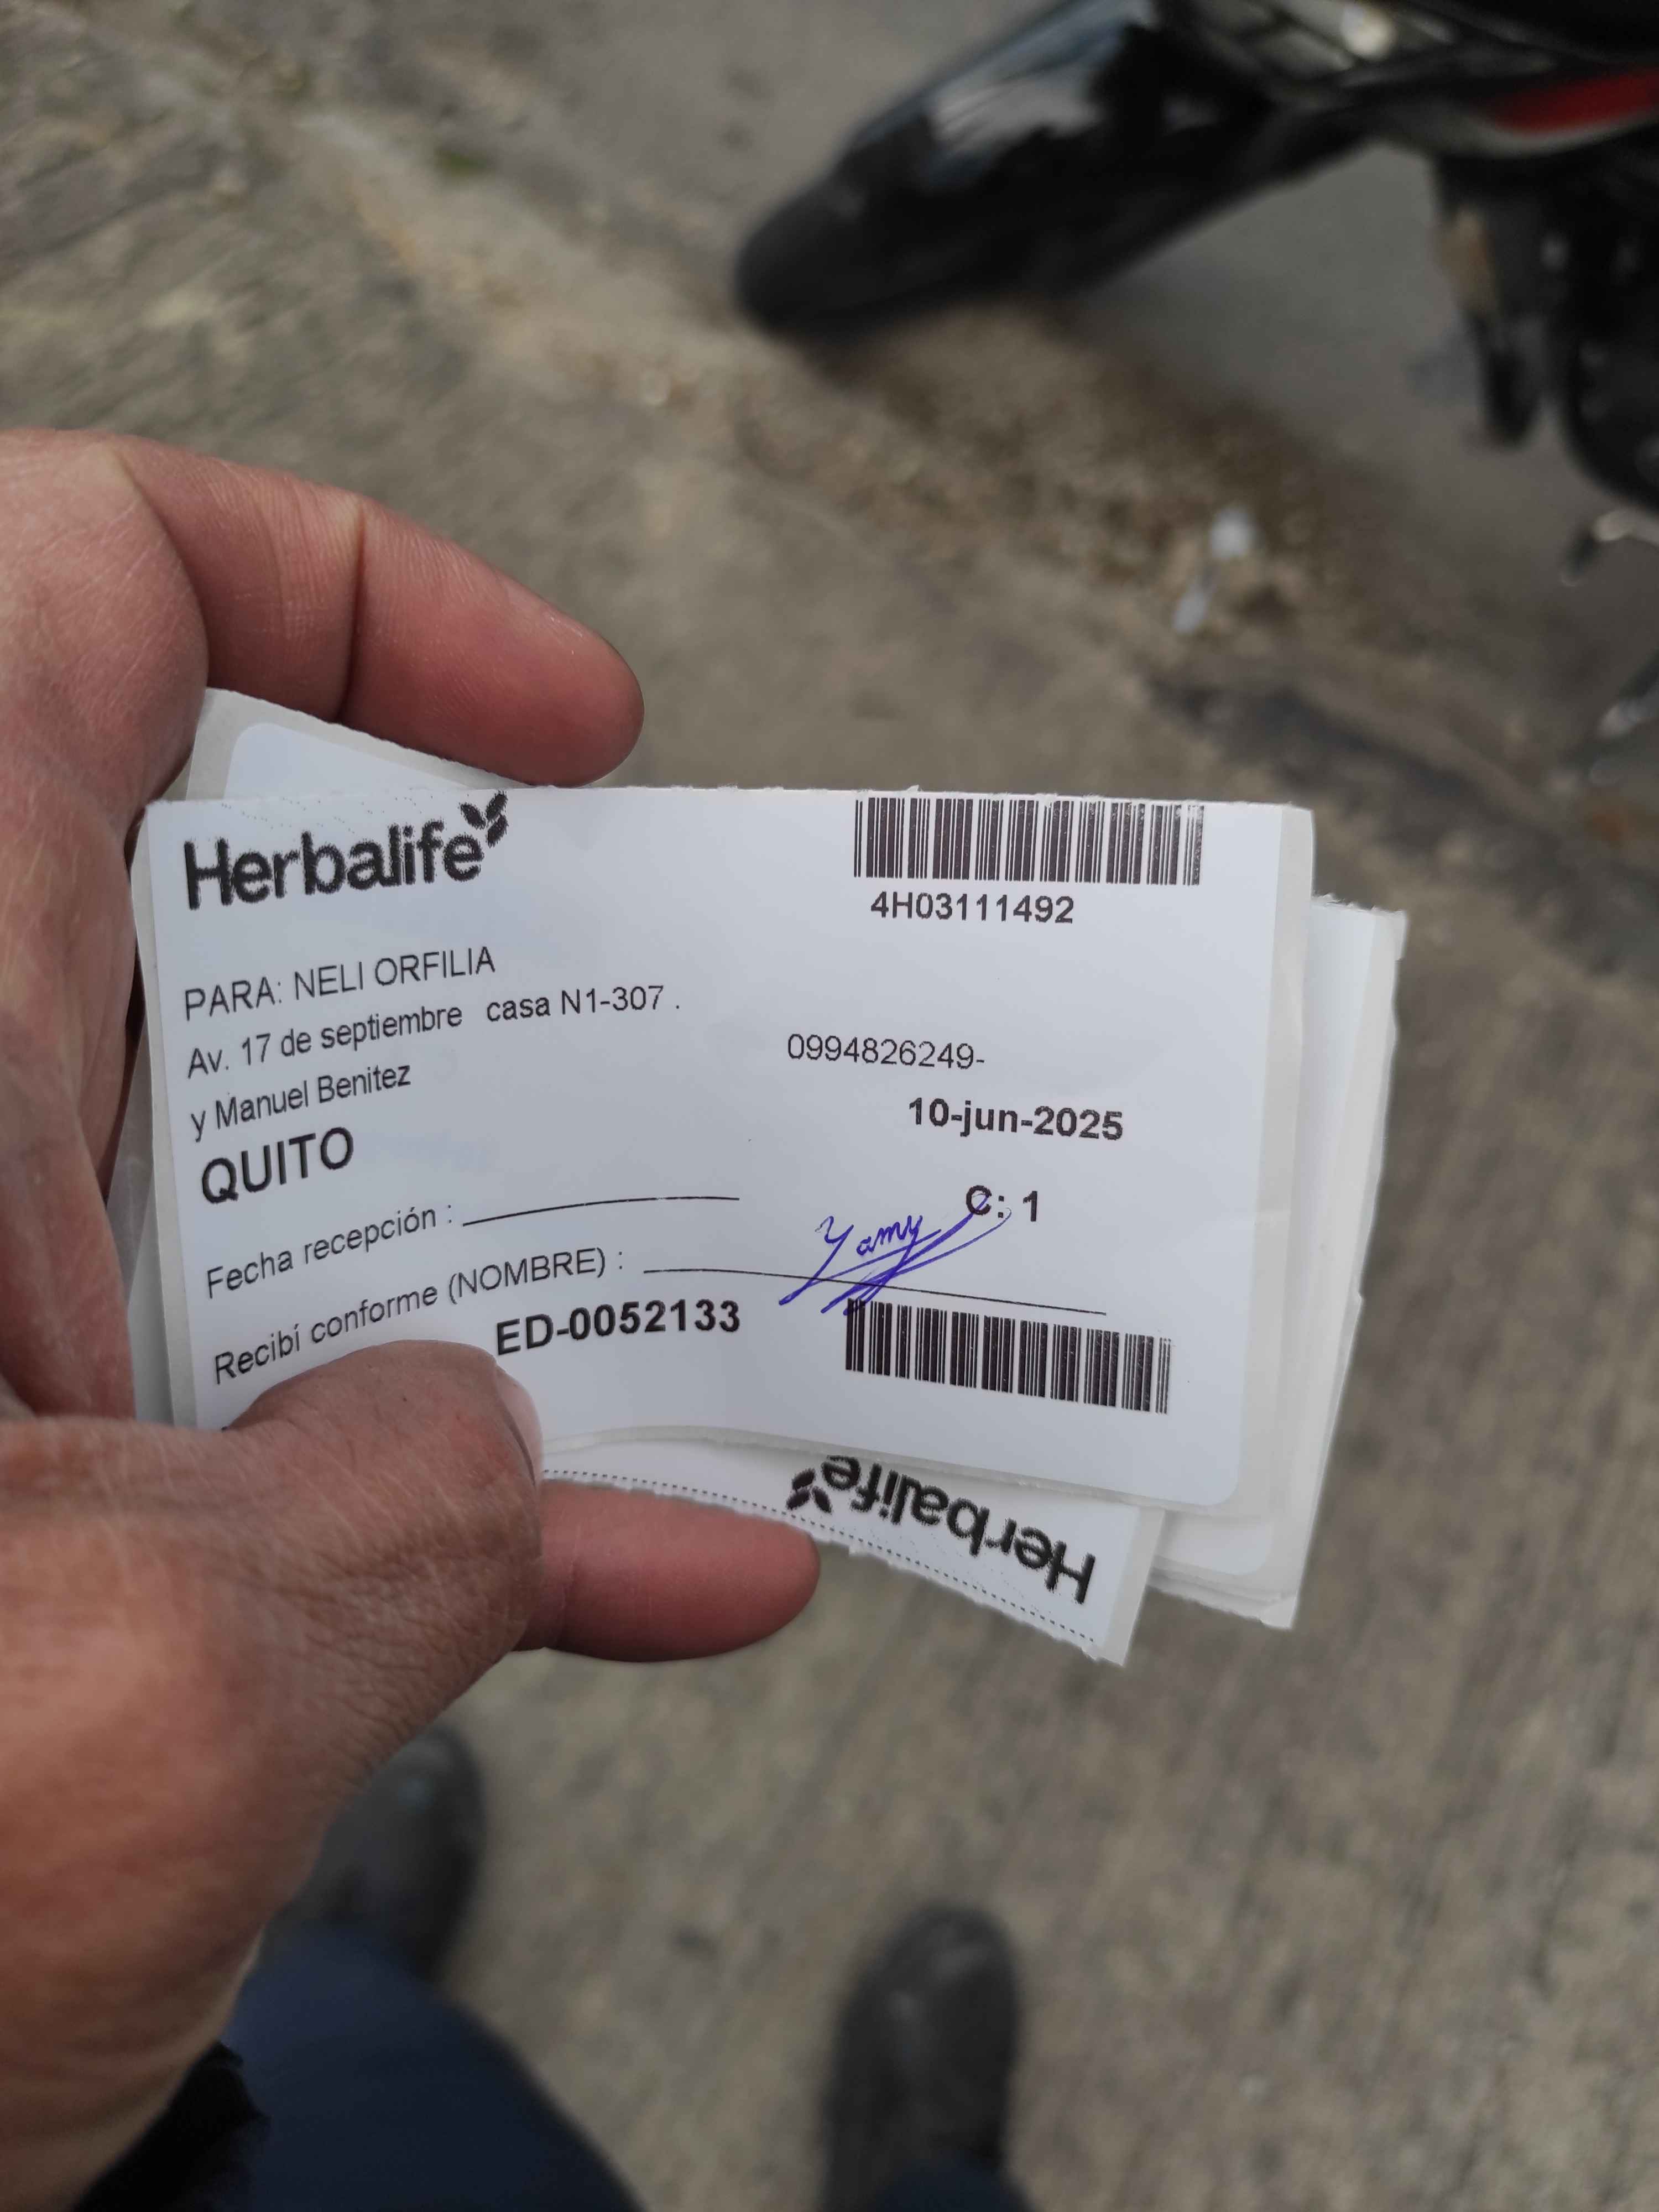 Herbalife
4H03111492
PARA: NELI ORFILIA
Av. 17 de septiembre casa N1-307 .
0994826249-
y Manuel Benitez
10-jun-2025
QUITO
C: 1
Fecha recepción :
Yamy
Recibí conforme (NOMBRE) :
ED-0052133
Herbalife